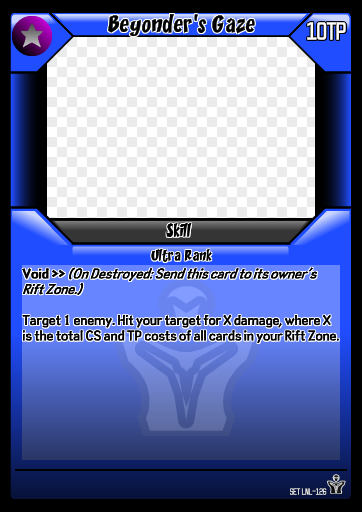 Beyonder's Gaze
10TP
Skill
Ultra Rank
Void >> (On Destroyed: Send this card to its owner's
Rift Zone.)
Target 1 enemy. Hit your target for X damage, where X
is the total CS and TP costs of all cards in your Rift Zone.
SET LNL-126